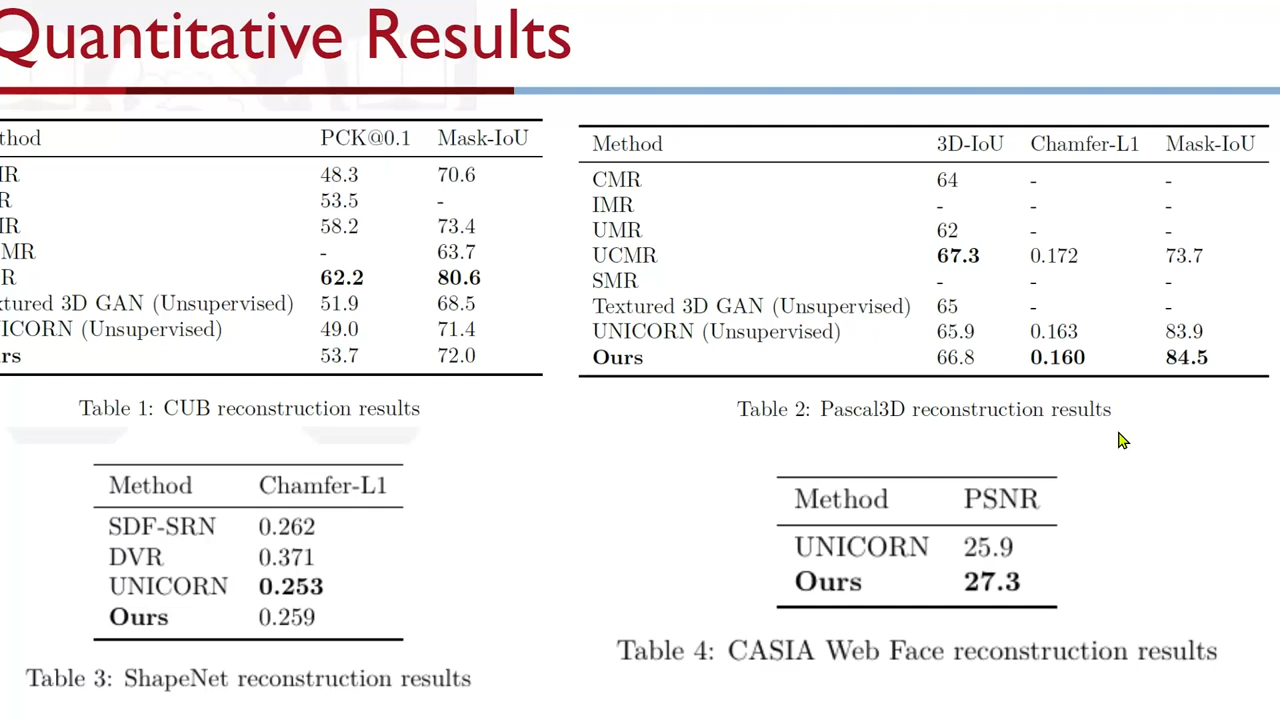 Quantitative Results
thod PCK@0.1 Mask-IoU
R 48.3 70.6
R 53.5 -
R 58.2 73.4
MR - 63.7
R 62.2 80.6
xtured 3D GAN (Unsupervised) 51.9 68.5
ICORN (Unsupervised) 49.0 71.4
rs 53.7 72.0
Table 1: CUB reconstruction results
Method 3D-IoU Chamfer-L1 Mask-IoU
CMR 64 - -
IMR - - -
UMR 62 - -
UCMR 67.3 0.172 73.7
SMR - - -
Textured 3D GAN (Unsupervised) 65 - -
UNICORN (Unsupervised) 65.9 0.163 83.9
Ours 66.8 0.160 84.5
Table 2: Pascal3D reconstruction results
Method Chamfer-L1
SDF-SRN 0.262
DVR 0.371
UNICORN 0.253
Ours 0.259
Table 3: ShapeNet reconstruction results
Method PSNR
UNICORN 25.9
Ours 27.3
Table 4: CASIA Web Face reconstruction results